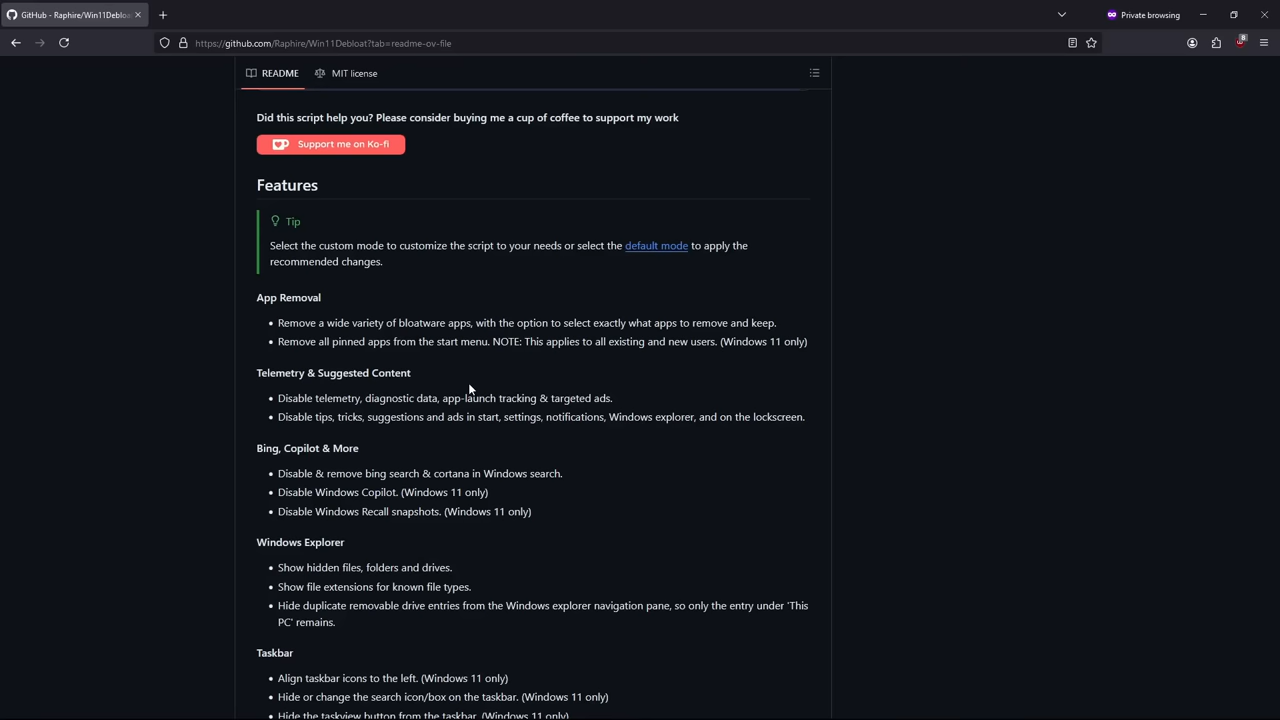 GitHub - Raphire/Win11Debloa
Private browsing
https://github.com/Raphire/Win11Debloat?tab=readme-ov-file
8
README
MIT license
Did this script help you? Please consider buying me a cup of coffee to support my work
Support me on Ko-fi
Features
Tip
Select the custom mode to customize the script to your needs or select the default mode to apply the
recommended changes.
App Removal
• Remove a wide variety of bloatware apps, with the option to select exactly what apps to remove and keep.
• Remove all pinned apps from the start menu. NOTE: This applies to all existing and new users. (Windows 11 only)
Telemetry & Suggested Content
• Disable telemetry, diagnostic data, app-launch tracking & targeted ads.
• Disable tips, tricks, suggestions and ads in start, settings, notifications, Windows explorer, and on the lockscreen.
Bing, Copilot & More
• Disable & remove bing search & cortana in Windows search.
• Disable Windows Copilot. (Windows 11 only)
• Disable Windows Recall snapshots. (Windows 11 only)
Windows Explorer
• Show hidden files, folders and drives.
• Show file extensions for known file types.
• Hide duplicate removable drive entries from the Windows explorer navigation pane, so only the entry under 'This
PC' remains.
Taskbar
• Align taskbar icons to the left. (Windows 11 only)
• Hide or change the search icon/box on the taskbar. (Windows 11 only)
• Hide the taskview button from the taskbar. (Windows 11 only)